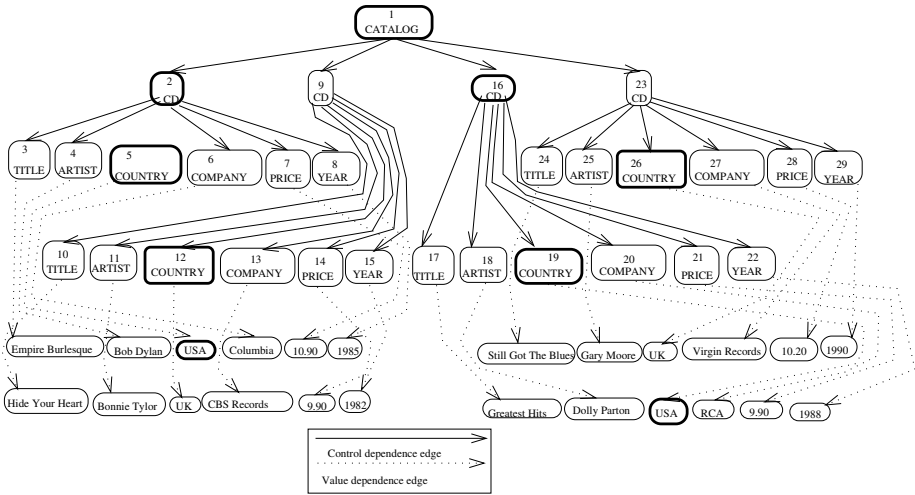 1
CATALOG
2
CD
9
CD
16
CD
23
CD
3
TITLE
4
ARTIST
5
COUNTRY
6
COMPANY
7
PRICE
8
YEAR
24
TITLE
25
ARTIST
26
COUNTRY
27
COMPANY
28
PRICE
29
YEAR
10
TITLE
11
ARTIST
12
COUNTRY
13
COMPANY
14
PRICE
15
YEAR
17
TITLE
18
ARTIST
19
COUNTRY
20
COMPANY
21
PRICE
22
YEAR
Empire Burlesque
Bob Dylan
USA
Columbia
10.90
1985
Still Got The Blues
Gary Moore
UK
Virgin Records
10.20
1990
Hide Your Heart
Bonnie Tylor
UK
CBS Records
9.90
1982
Greatest Hits
Dolly Parton
USA
RCA
9.90
1988
Control dependence edge
Value dependence edge